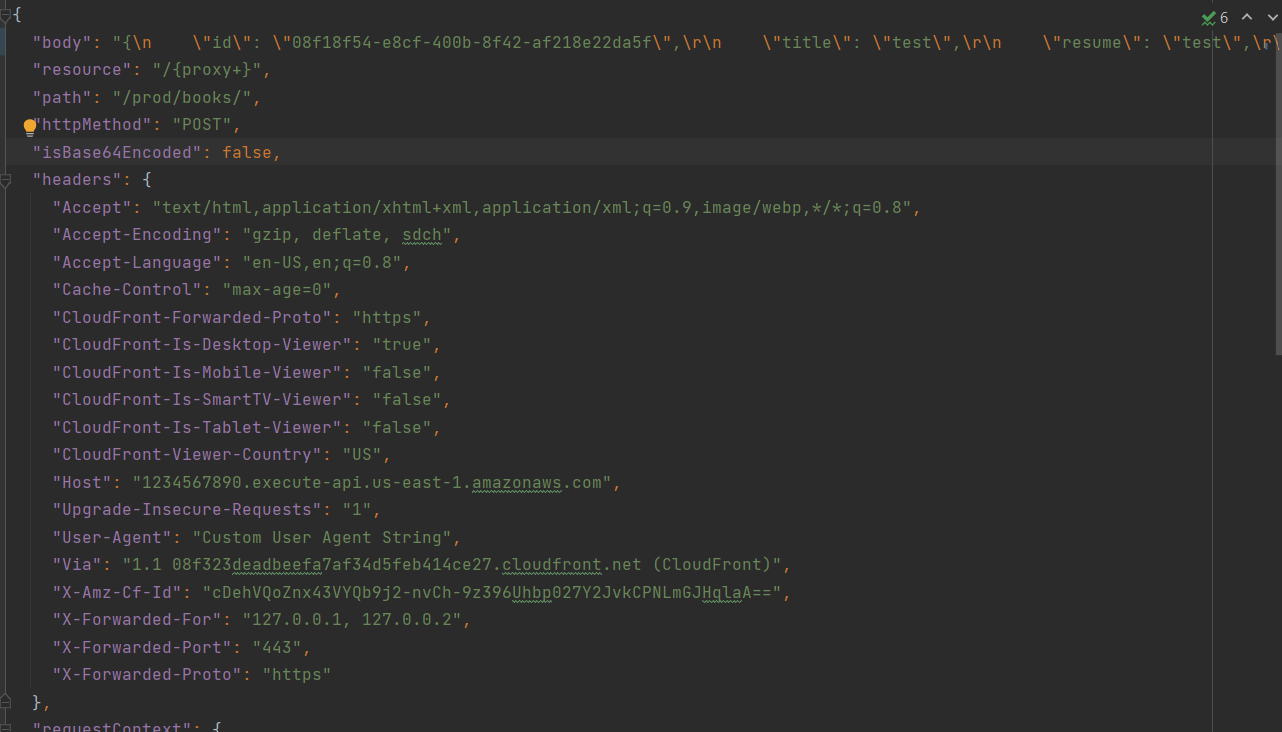 {
6
"body": "{\n    \"id\": \"08f18f54-e8cf-400b-8f42-af218e22da5f\",\r\n    \"title\": \"test\",\r\n    \"resume\": \"test\",\r\
"resource": "/{proxy+}",
"path": "/prod/books/",
"httpMethod": "POST",
"isBase64Encoded": false,
"headers": {
"Accept": "text/html,application/xhtml+xml,application/xml;q=0.9,image/webp,*/*;q=0.8",
"Accept-Encoding": "gzip, deflate, sdch",
"Accept-Language": "en-US,en;q=0.8",
"Cache-Control": "max-age=0",
"CloudFront-Forwarded-Proto": "https",
"CloudFront-Is-Desktop-Viewer": "true",
"CloudFront-Is-Mobile-Viewer": "false",
"CloudFront-Is-SmartTV-Viewer": "false",
"CloudFront-Is-Tablet-Viewer": "false",
"CloudFront-Viewer-Country": "US",
"Host": "1234567890.execute-api.us-east-1.amazonaws.com",
"Upgrade-Insecure-Requests": "1",
"User-Agent": "Custom User Agent String",
"Via": "1.1 08f323deadbeefa7af34d5feb414ce27.cloudfront.net (CloudFront)",
"X-Amz-Cf-Id": "cDehVQoZnx43VYQb9j2-nvCh-9z396Uhbp027Y2JvkCPNLmGJHqlaA==",
"X-Forwarded-For": "127.0.0.1, 127.0.0.2",
"X-Forwarded-Port": "443",
"X-Forwarded-Proto": "https"
},
"requestContext": {